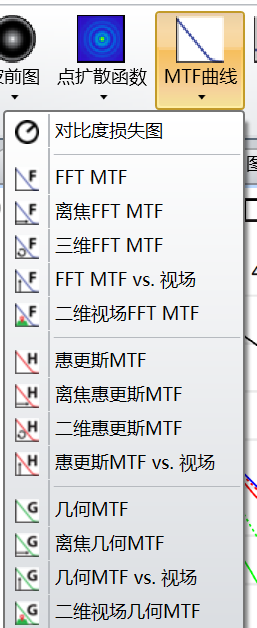 前图
点扩散函数
MTF曲线
对比度损失图
图
F FFT MTF
F 离焦FFT MTF
F 三维FFT MTF
F FFT MTF vs. 视场
F 二维视场FFT MTF
H 惠更斯MTF
H 离焦惠更斯MTF
H 二维惠更斯MTF
H 惠更斯MTF vs. 视场
G 几何MTF
G 离焦几何MTF
G 几何MTF vs. 视场
G 二维视场几何MTF